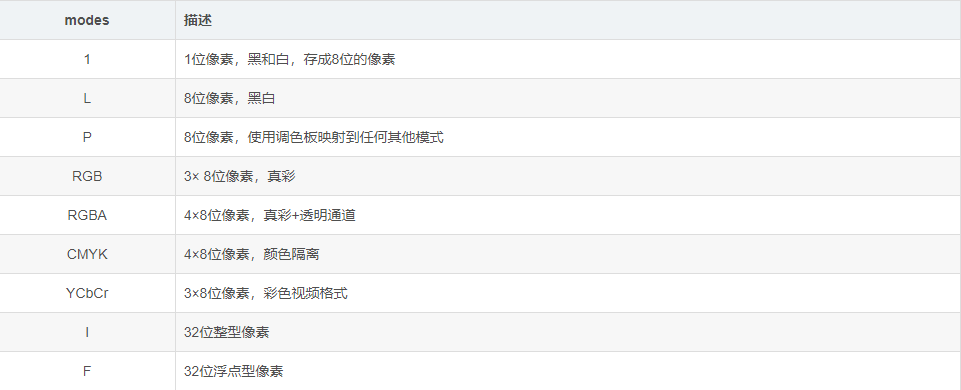 modes 描述
1 1位像素，黑和白，存成8位的像素
L 8位像素，黑白
P 8位像素，使用调色板映射到任何其他模式
RGB 3× 8位像素，真彩
RGBA 4×8位像素，真彩+透明通道
CMYK 4×8位像素，颜色隔离
YCbCr 3×8位像素，彩色视频格式
I 32位整型像素
F 32位浮点型像素